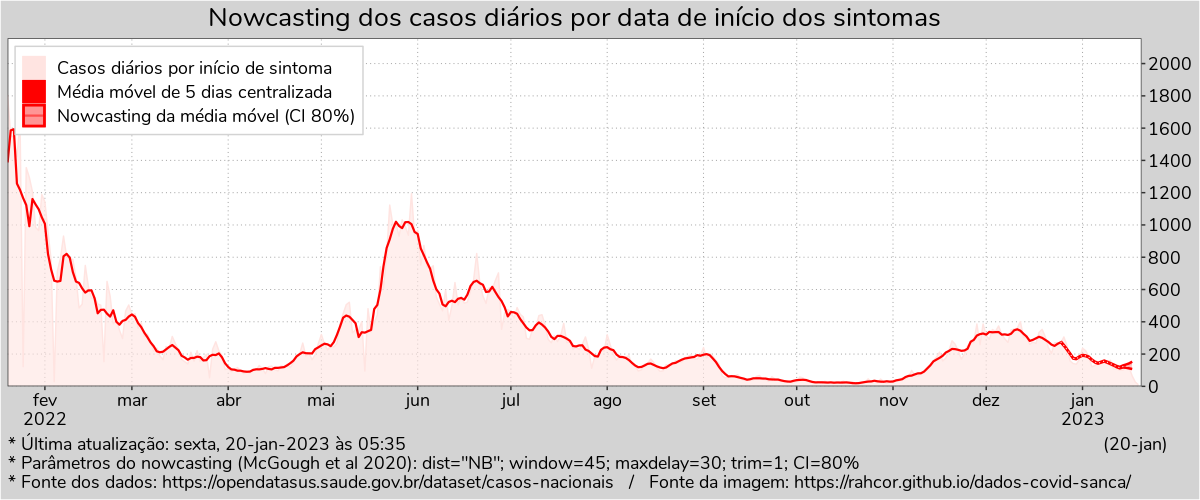 Nowcasting dos casos diários por data de início dos sintomas
Casos diários por início de sintoma
Média móvel de 5 dias centralizada
Nowcasting da média móvel (CI 80%)
2000
1800
1600
1400
1200
1000
800
600
400
200
0
fev mar abr mai jun jul ago set out nov dez jan
2022 2023
* Última atualização: sexta, 20-jan-2023 às 05:35 (20-jan)
* Parâmetros do nowcasting (McGough et al 2020): dist="NB"; window=45; maxdelay=30; trim=1; CI=80%
* Fonte dos dados: https://opendatasus.saude.gov.br/dataset/casos-nacionais / Fonte da imagem: https://rahcor.github.io/dados-covid-sanca/